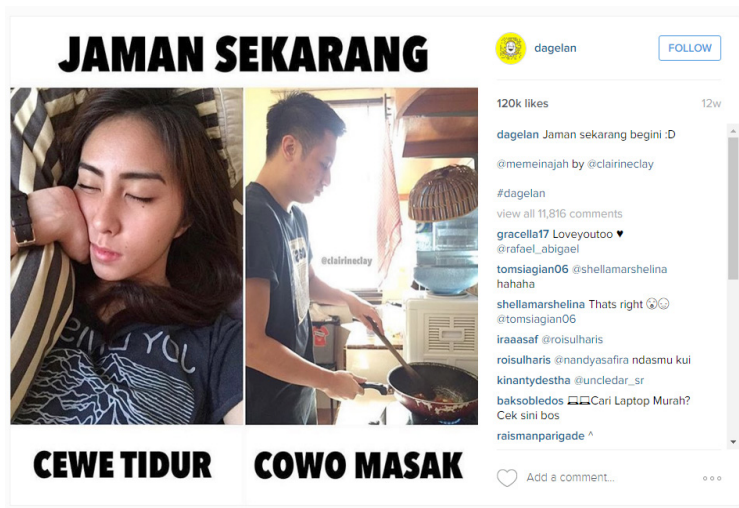 JAMAN SEKARANG
@clairineclay
CEWE TIDUR
COWO MASAK
dagelan
FOLLOW
120k likes
12w
dagelan Jaman sekarang begini :D
@memeinajah by @clairineclay
#dagelan
view all 11,816 comments
gracella17 Loveyoutoo ♥
@rafael_abigael
tomsiagian06 @shellamarshelina
hahaha
shellamarshelina Thats right 😲😊
@tomsiagian06
iraaasaf @roisulharis
roisulharis @nandyasafira ndasmu kui
kinantydestha @uncledar_sr
baksobledos 💻💻Cari Laptop Murah?
Cek sini bos
raismanparigade ^
Add a comment...